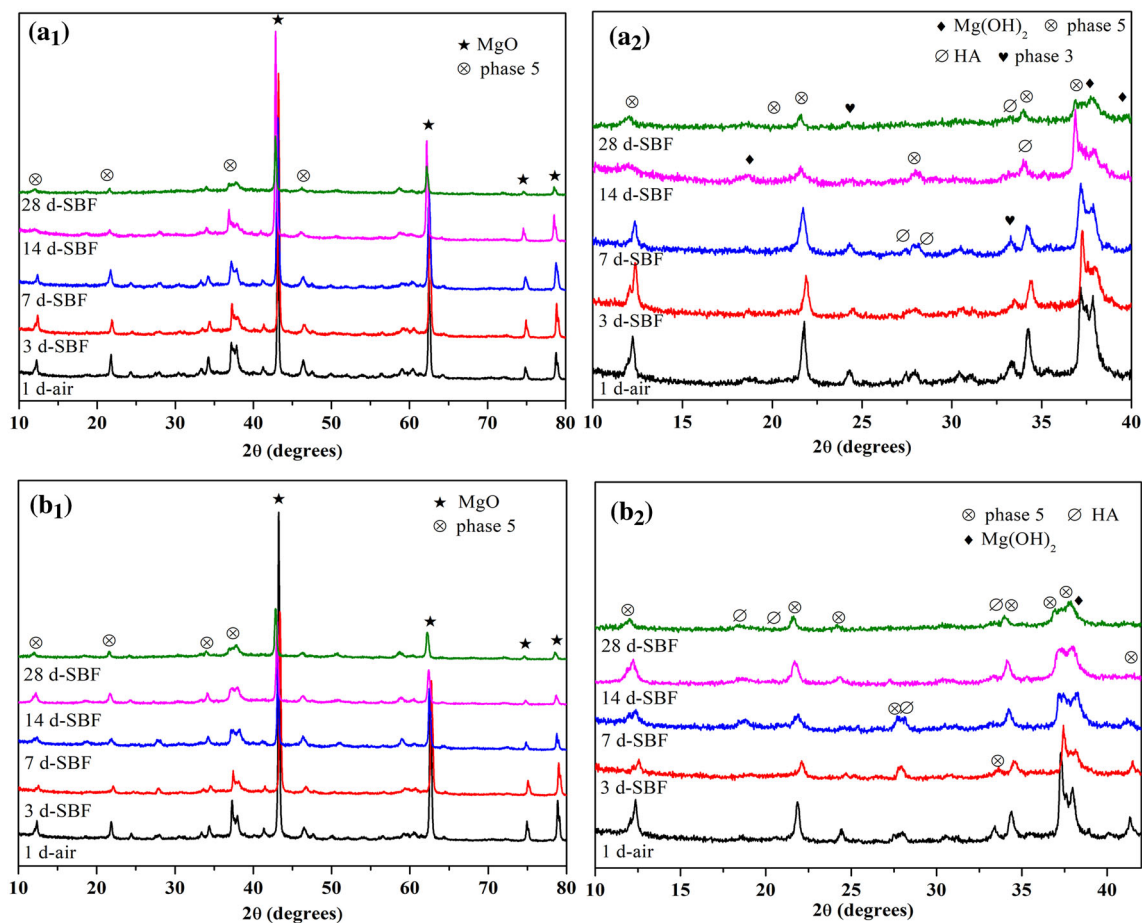 (a₁)
★ MgO
⊗ phase 5
28 d-SBF
14 d-SBF
7 d-SBF
3 d-SBF
1 d-air
10 20 30 40 50 60 70 80
2θ (degrees)
(a₂)
♦ Mg(OH)₂ ⊗ phase 5
∅ HA ♥ phase 3
28 d-SBF
14 d-SBF
7 d-SBF
3 d-SBF
1 d-air
10 15 20 25 30 35 40
2θ (degrees)
(b₁)
★ MgO
⊗ phase 5
28 d-SBF
14 d-SBF
7 d-SBF
3 d-SBF
1 d-air
10 20 30 40 50 60 70 80
2θ (degrees)
(b₂)
⊗ phase 5 ∅ HA
♦ Mg(OH)₂
28 d-SBF
14 d-SBF
7 d-SBF
3 d-SBF
1 d-air
10 15 20 25 30 35 40
2θ (degrees)